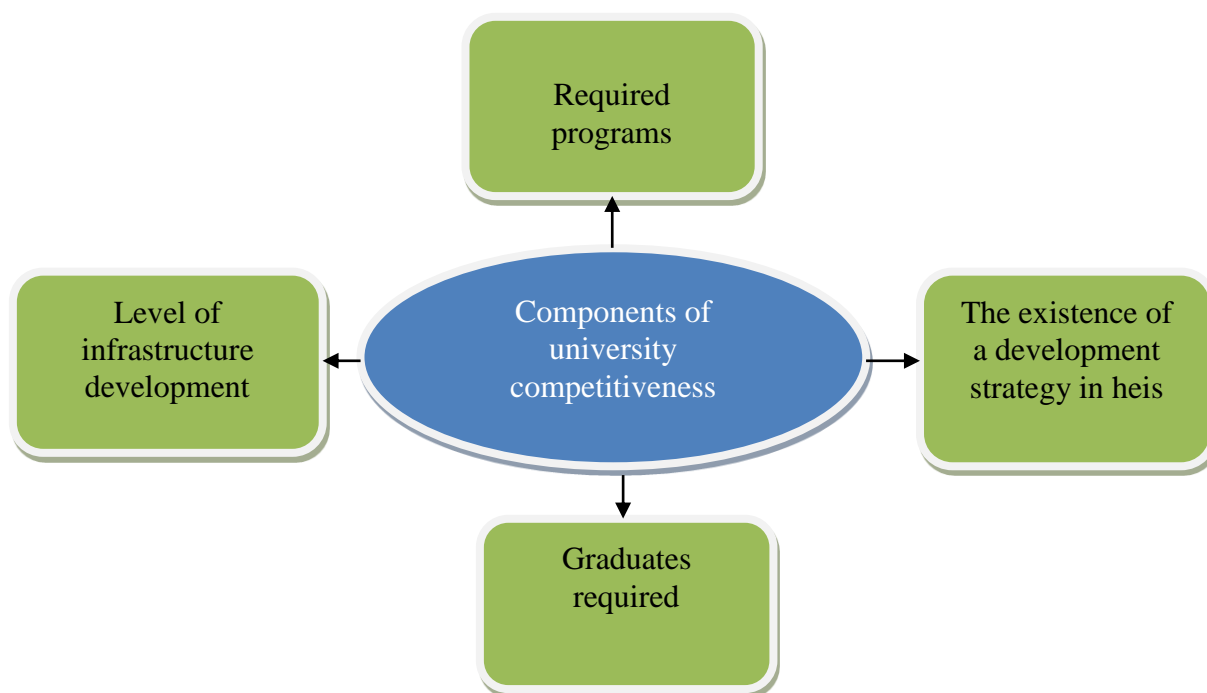 Required
programs
Level of
infrastructure
development
Components of
university
competitiveness
The existence of
a development
strategy in heis
Graduates
required